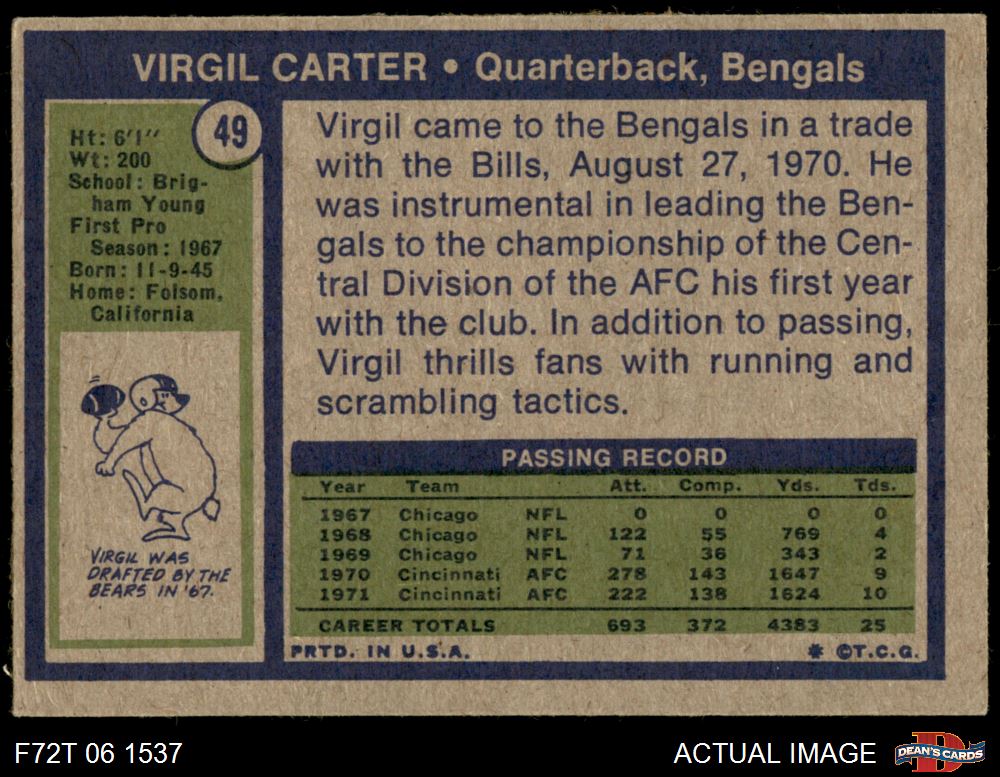 VIRGIL CARTER • Quarterback, Bengals
49
Ht: 6'1''
Wt: 200
School: Brig-
ham Young
First Pro
Season: 1967
Born: 11-9-45
Home: Folsom,
California
VIRGIL WAS
DRAFTED BY THE
BEARS IN '67.
Virgil came to the Bengals in a trade
with the Bills, August 27, 1970. He
was instrumental in leading the Ben-
gals to the championship of the Cen-
tral Division of the AFC his first year
with the club. In addition to passing,
Virgil thrills fans with running and
scrambling tactics.
PASSING RECORD
Year Team Att. Comp. Yds. Tds.
1967 Chicago NFL 0 0 0 0
1968 Chicago NFL 122 55 769 4
1969 Chicago NFL 71 36 343 2
1970 Cincinnati AFC 278 143 1647 9
1971 Cincinnati AFC 222 138 1624 10
CAREER TOTALS 693 372 4383 25
PRTD. IN U.S.A. * ©T.C.G.
F72T 06 1537 ACTUAL IMAGE
D
DEAN'S CARDS